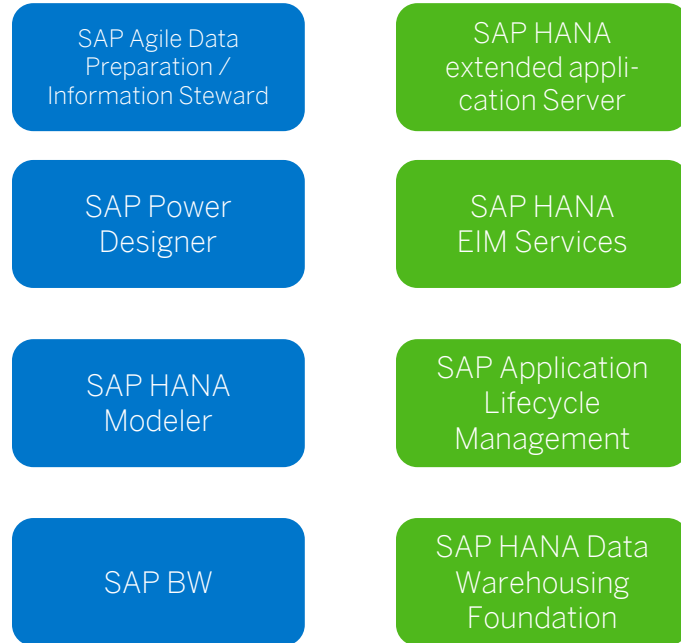 SAP Agile Data
Preparation /
Information Steward
SAP HANA
extended appli-
cation Server
SAP Power
Designer
SAP HANA
EIM Services
SAP HANA
Modeler
SAP Application
Lifecycle
Management
SAP BW
SAP HANA Data
Warehousing
Foundation